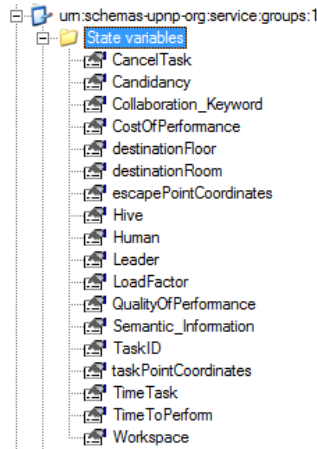 urn:schemas-upnp-org:service:groups:1
State variables
CancelTask
Candidancy
Collaboration_Keyword
CostOfPerformance
destinationFloor
destinationRoom
escapePointCoordinates
Hive
Human
Leader
LoadFactor
QualityOfPerformance
Semantic_Information
TaskID
taskPointCoordinates
TimeTask
TimeToPerform
Workspace